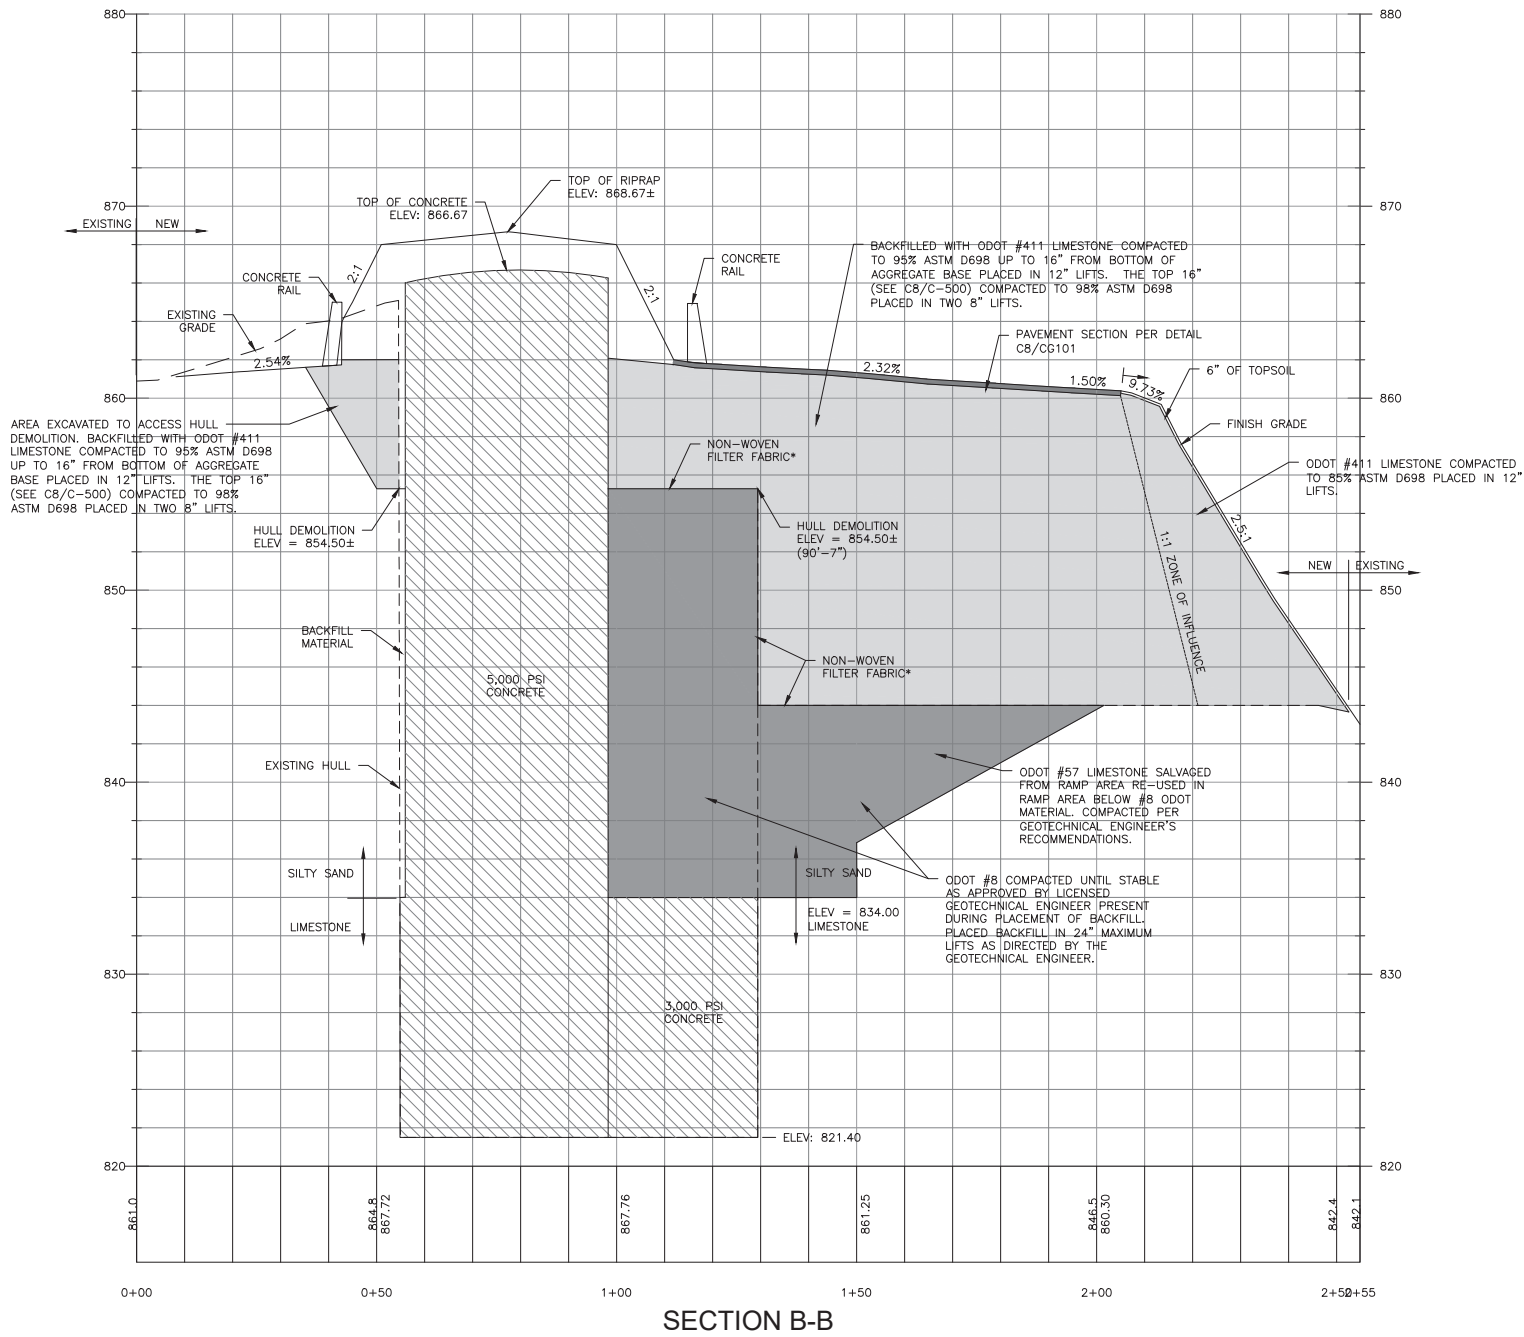 880
880
TOP OF RIPRAP
ELEV: 868.67±
TOP OF CONCRETE
ELEV: 866.67
870
870
EXISTING
NEW
2:1
2:1
CONCRETE
RAIL
CONCRETE
RAIL
BACKFILLED WITH ODOT #411 LIMESTONE COMPACTED
TO 95% ASTM D698 UP TO 16" FROM BOTTOM OF
AGGREGATE BASE PLACED IN 12" LIFTS. THE TOP 16"
(SEE C8/C-500) COMPACTED TO 98% ASTM D698
PLACED IN TWO 8" LIFTS.
EXISTING
GRADE
PAVEMENT SECTION PER DETAIL
C8/CG101
2.54%
2.32%
1.50%
9.73%
6" OF TOPSOIL
860
860
FINISH GRADE
AREA EXCAVATED TO ACCESS HULL
DEMOLITION. BACKFILLED WITH ODOT #411
LIMESTONE COMPACTED TO 95% ASTM D698
UP TO 16" FROM BOTTOM OF AGGREGATE
BASE PLACED IN 12" LIFTS. THE TOP 16"
(SEE C8/C-500) COMPACTED TO 98%
ASTM D698 PLACED IN TWO 8" LIFTS.
NON-WOVEN
FILTER FABRIC*
ODOT #411 LIMESTONE COMPACTED
TO 85% ASTM D698 PLACED IN 12"
LIFTS.
HULL DEMOLITION
ELEV = 854.50±
HULL DEMOLITION
ELEV = 854.50±
(90'-7")
2.5:1
1:1 ZONE OF INFLUENCE
NEW
EXISTING
850
850
BACKFILL
MATERIAL
NON-WOVEN
FILTER FABRIC*
5,000 PSI
CONCRETE
EXISTING HULL
840
840
ODOT #57 LIMESTONE SALVAGED
FROM RAMP AREA RE-USED IN
RAMP AREA BELOW #8 ODOT
MATERIAL. COMPACTED PER
GEOTECHNICAL ENGINEER'S
RECOMMENDATIONS.
SILTY SAND
SILTY SAND
ODOT #8 COMPACTED UNTIL STABLE
AS APPROVED BY LICENSED
GEOTECHNICAL ENGINEER PRESENT
DURING PLACEMENT OF BACKFILL.
PLACED BACKFILL IN 24" MAXIMUM
LIFTS AS DIRECTED BY THE
GEOTECHNICAL ENGINEER.
LIMESTONE
ELEV = 834.00
LIMESTONE
830
830
3,000 PSI
CONCRETE
ELEV: 821.40
820
820
861.0
864.8
867.72
867.76
861.25
846.5
860.30
842.4
842.1
0+00
0+50
1+00
1+50
2+00
2+50
2+55
SECTION B-B